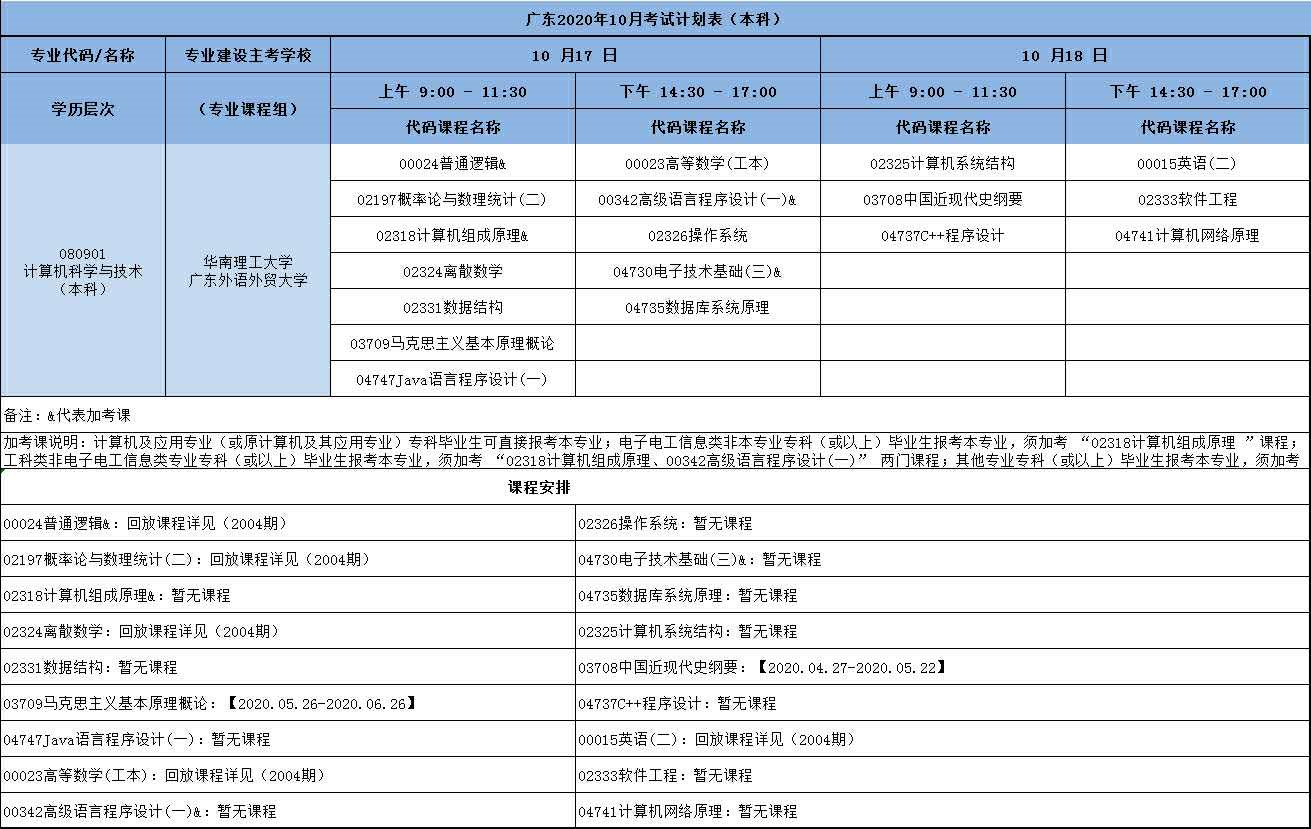 广东2020年10月考试计划表（本科）
专业代码/名称 专业建设主考学校 10 月17 日 10 月18 日
学历层次 （专业课程组） 上午 9:00 - 11:30 下午 14:30 - 17:00 上午 9:00 - 11:30 下午 14:30 - 17:00
代码课程名称 代码课程名称 代码课程名称 代码课程名称
080901
计算机科学与技术
（本科）
华南理工大学
广东外语外贸大学
00024普通逻辑& 00023高等数学(工本) 02325计算机系统结构 00015英语(二)
02197概率论与数理统计(二) 00342高级语言程序设计(一)& 03708中国近现代史纲要 02333软件工程
02318计算机组成原理& 02326操作系统 04737C++程序设计 04741计算机网络原理
02324离散数学 04730电子技术基础(三)&
02331数据结构 04735数据库系统原理
03709马克思主义基本原理概论
04747Java语言程序设计(一)
备注：&代表加考课
加考课说明：计算机及应用专业（或原计算机及其应用专业）专科毕业生可直接报考本专业；电子电工信息类非本专业专科（或以上）毕业生报考本专业，须加考 “02318计算机组成原理 ”课程；
工科类非电子电工信息类专业专科（或以上）毕业生报考本专业，须加考 “02318计算机组成原理、00342高级语言程序设计(一)” 两门课程；其他专业专科（或以上）毕业生报考本专业，须加考
课程安排
00024普通逻辑&：回放课程详见（2004期） 02326操作系统：暂无课程
02197概率论与数理统计(二)：回放课程详见（2004期） 04730电子技术基础(三)&：暂无课程
02318计算机组成原理&：暂无课程 04735数据库系统原理：暂无课程
02324离散数学：回放课程详见（2004期） 02325计算机系统结构：暂无课程
02331数据结构：暂无课程 03708中国近现代史纲要：【2020.04.27-2020.05.22】
03709马克思主义基本原理概论：【2020.05.26-2020.06.26】 04737C++程序设计：暂无课程
04747Java语言程序设计(一)：暂无课程 00015英语(二)：回放课程详见（2004期）
00023高等数学(工本)：回放课程详见（2004期） 02333软件工程：暂无课程
00342高级语言程序设计(一)&：暂无课程 04741计算机网络原理：暂无课程